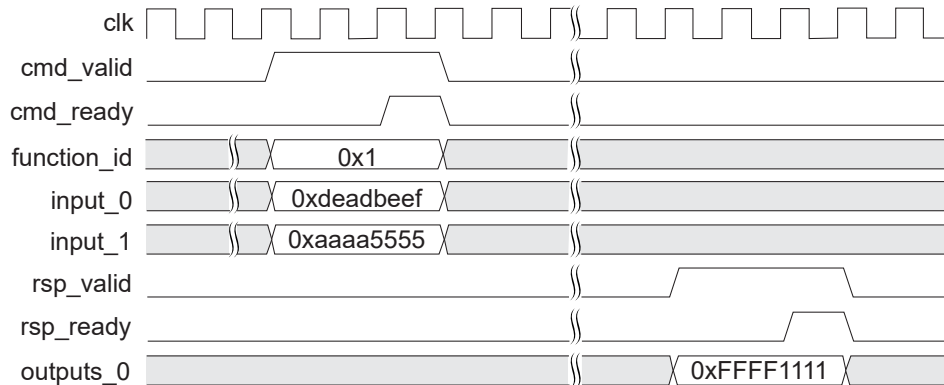 clk
cmd_valid
cmd_ready
function_id 0x1
input_0 0xdeadbeef
input_1 0xaaaa5555
rsp_valid
rsp_ready
outputs_0 0xFFFF1111